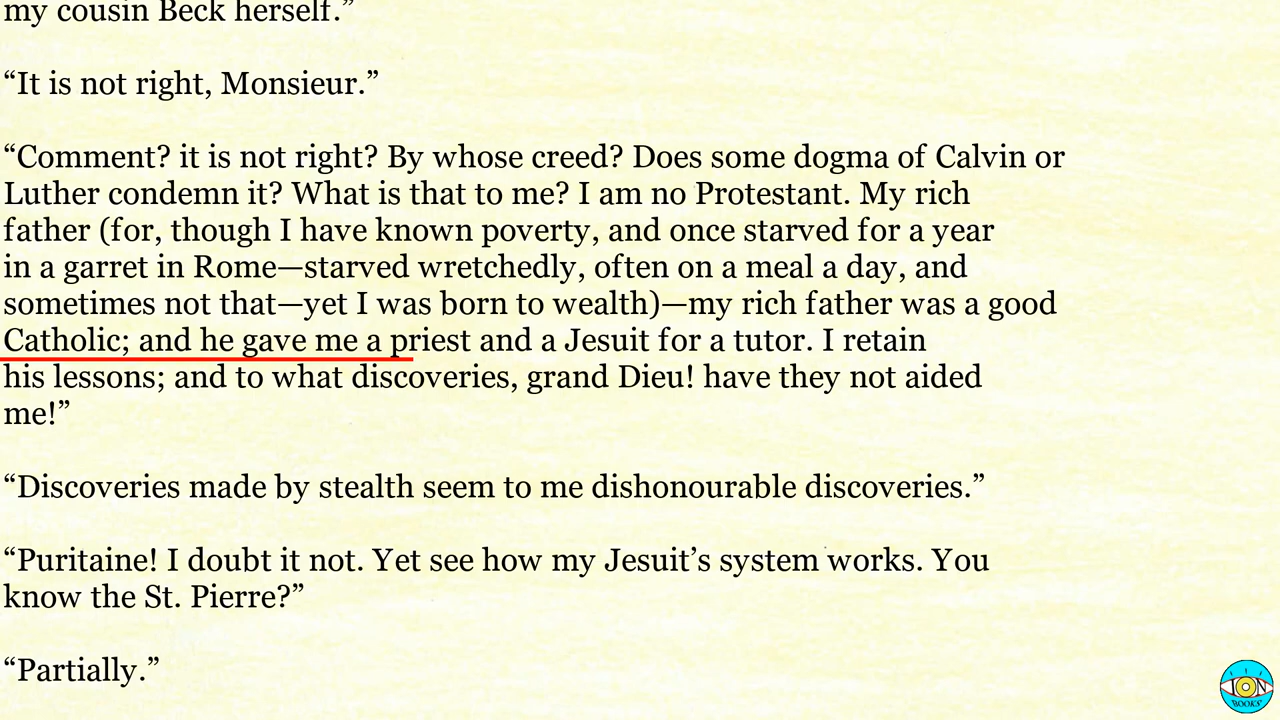 my cousin Beck herself.”
“It is not right, Monsieur.”
“Comment? it is not right? By whose creed? Does some dogma of Calvin or
Luther condemn it? What is that to me? I am no Protestant. My rich
father (for, though I have known poverty, and once starved for a year
in a garret in Rome—starved wretchedly, often on a meal a day, and
sometimes not that—yet I was born to wealth)—my rich father was a good
Catholic; and he gave me a priest and a Jesuit for a tutor. I retain
his lessons; and to what discoveries, grand Dieu! have they not aided
me!”
“Discoveries made by stealth seem to me dishonourable discoveries.”
“Puritaine! I doubt it not. Yet see how my Jesuit’s system works. You
know the St. Pierre?”
“Partially.”
ION
BOOKS